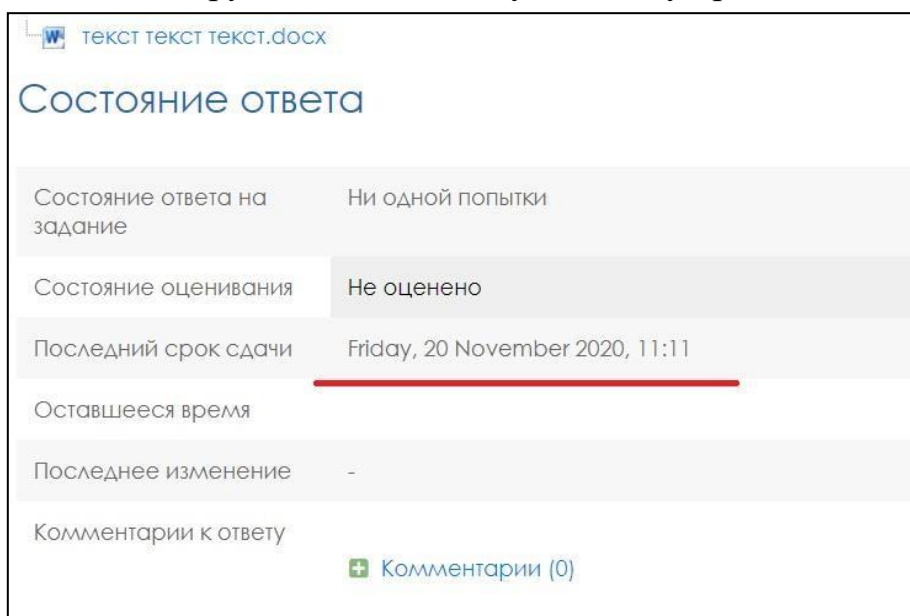 текст текст текст.docx
Состояние ответа
Состояние ответа на
задание
Ни одной попытки
Состояние оценивания
Не оценено
Последний срок сдачи
Friday, 20 November 2020, 11:11
Оставшееся время
Последнее изменение
-
Комментарии к ответу
Комментарии (0)